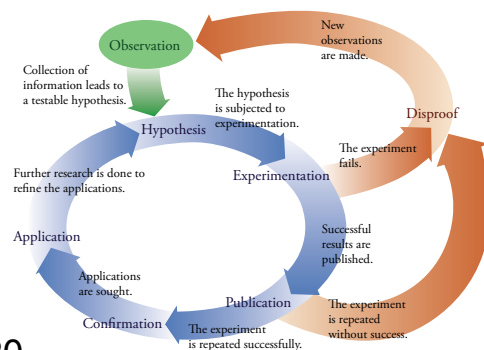 New
observations
are made.
Observation
Collection of
information leads to
a testable hypothesis.
The hypothesis
is subjected to
experimentation.
Disproof
Hypothesis
The experiment
fails.
Further research is done to
refine the applications.
Experimentation
Successful
results are
published.
Application
Applications
are sought.
Publication
The experiment
is repeated
without success.
Confirmation
The experiment
is repeated successfully.